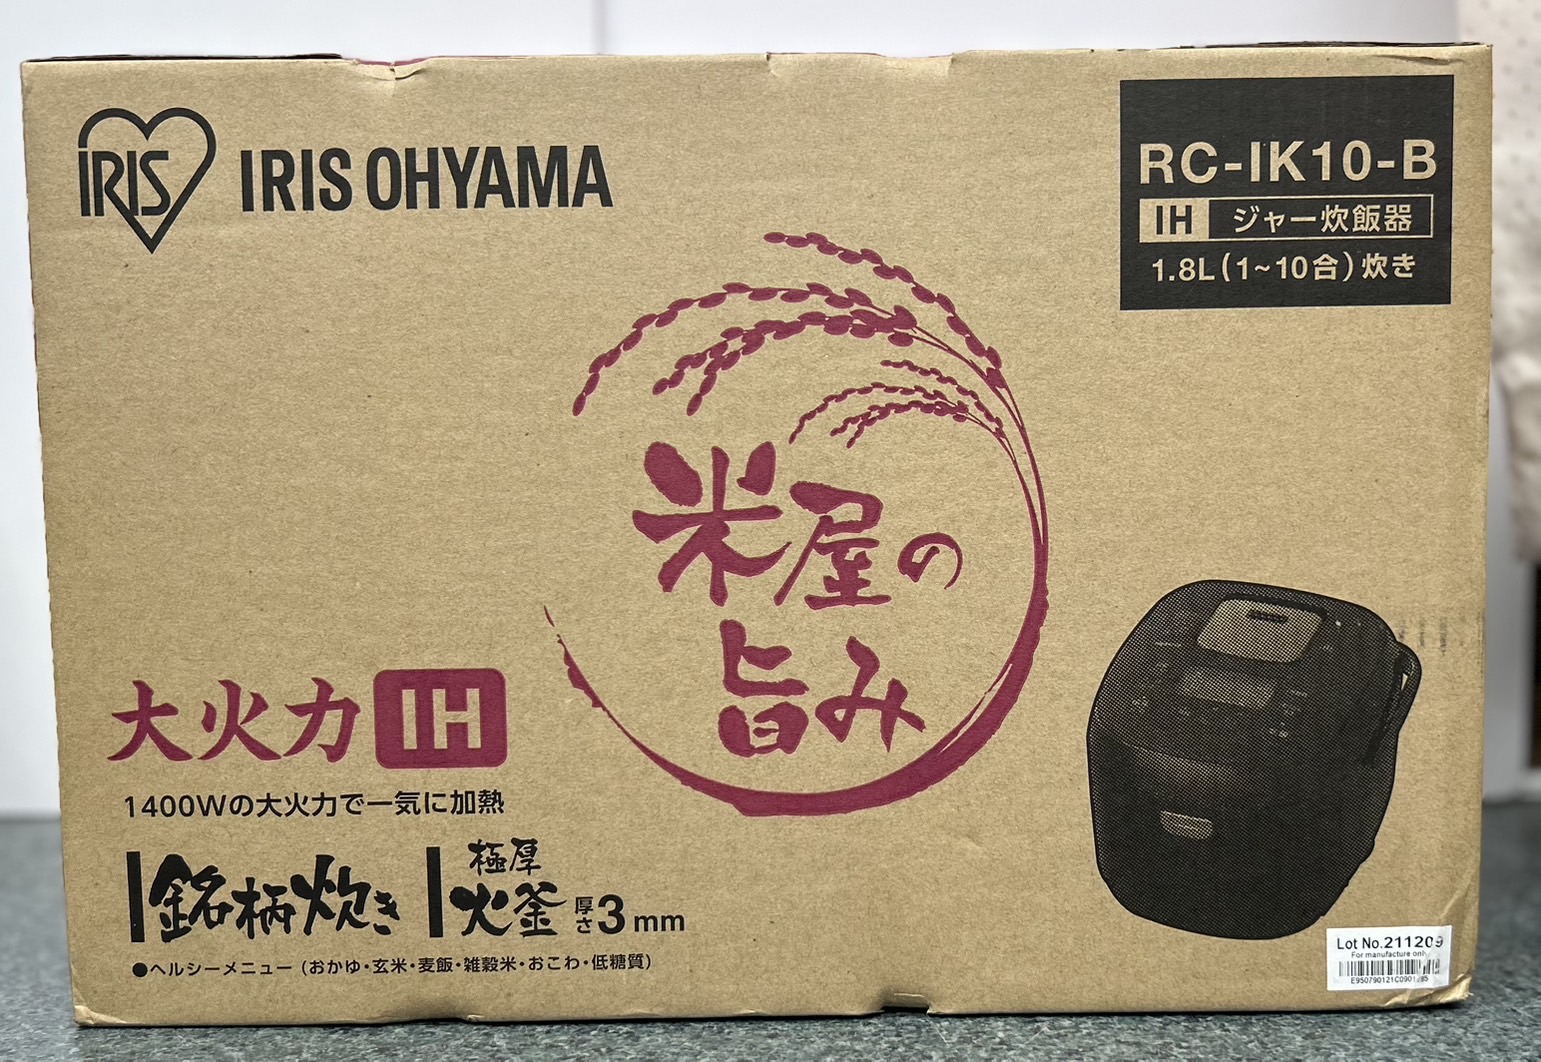 IRIS
IRIS OHYAMA
RC-IK10-B
IH ジャー炊飯器
1.8L(1~10合)炊き
米屋の
旨み
大火力 IH
1400Wの大火力で一気に加熱
銘柄炊き
極厚
火釜 厚さ3mm
●ヘルシーメニュー (おかゆ・玄米・麦飯・雑穀米・おこわ・低糖質)
Lot No.211209
For manufacture only